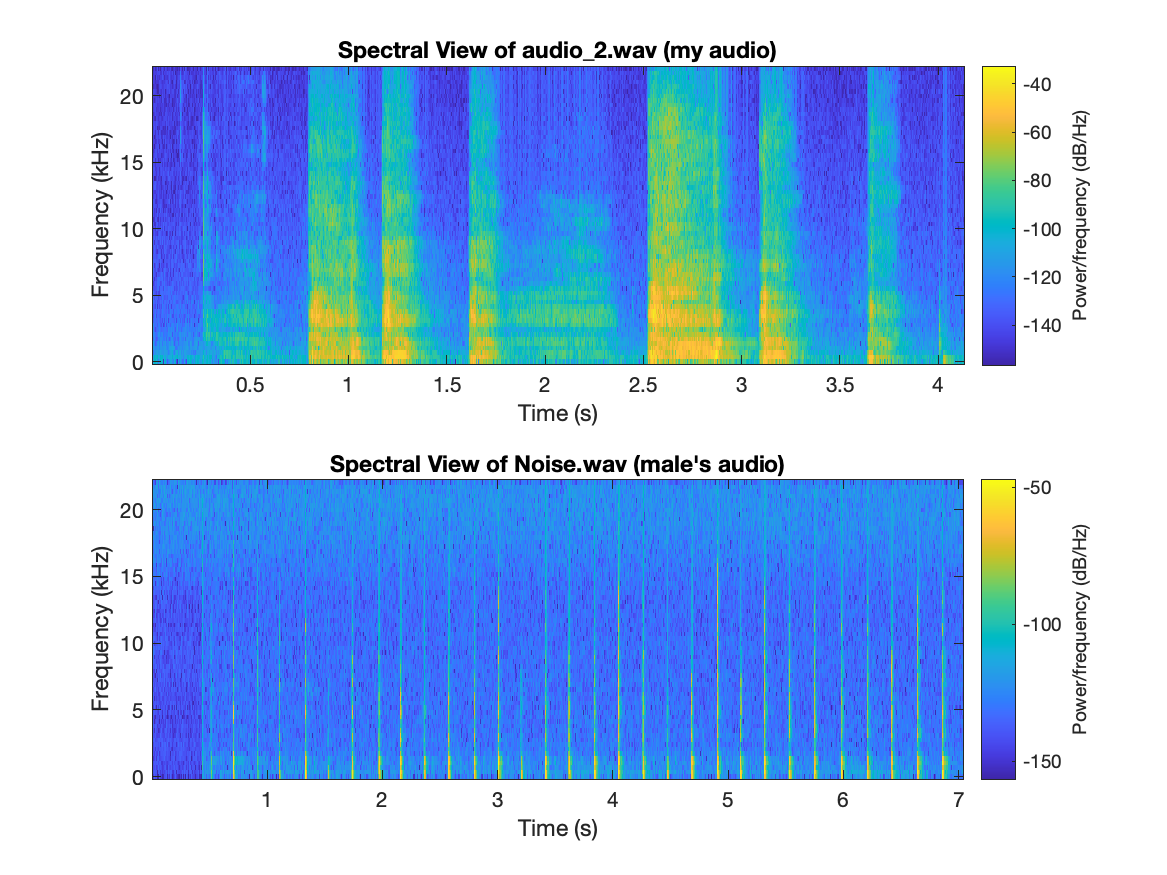 Spectral View of audio_2.wav (my audio)
20
15
10
5
0
Frequency (kHz)
0.5 1 1.5 2 2.5 3 3.5 4
Time (s)
-40
-60
-80
-100
-120
-140
Power/frequency (dB/Hz)
Spectral View of Noise.wav (male's audio)
20
15
10
5
0
Frequency (kHz)
1 2 3 4 5 6 7
Time (s)
-50
-100
-150
Power/frequency (dB/Hz)